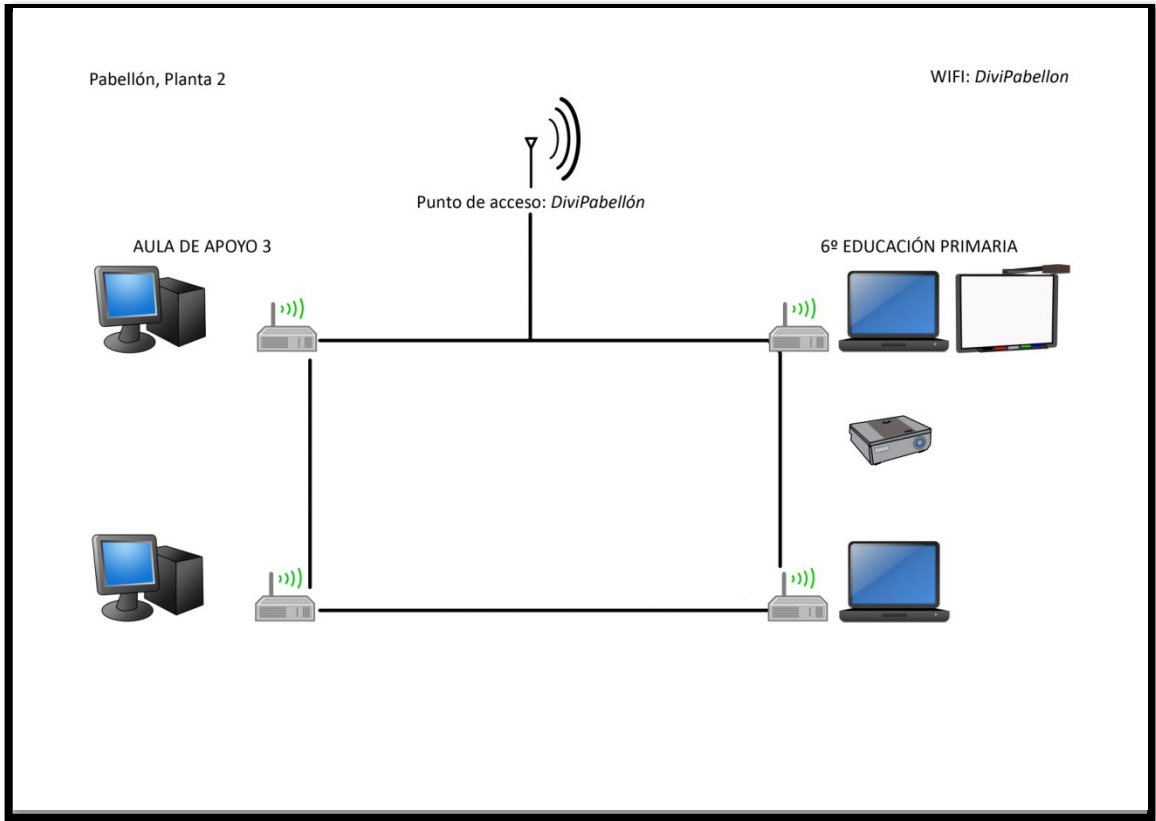 Pabellón, Planta 2
WIFI: DiviPabellon
Punto de acceso: DiviPabellón
AULA DE APOYO 3
6º EDUCACIÓN PRIMARIA